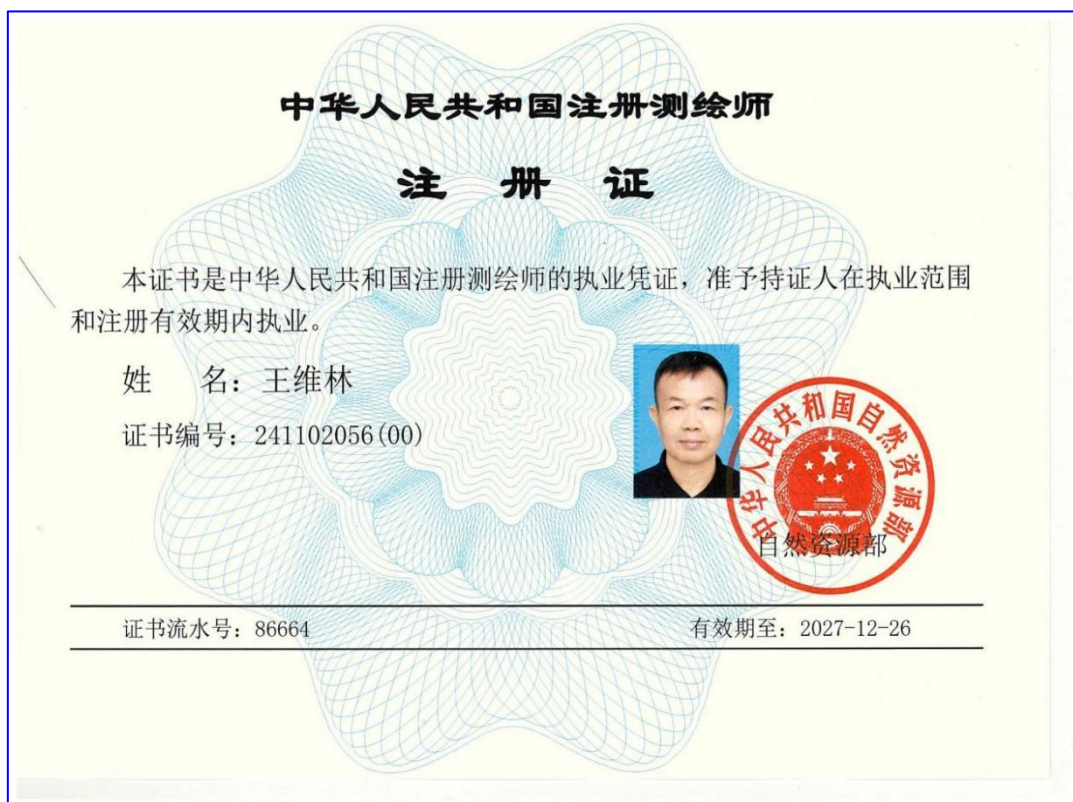 中华人民共和国注册测绘师
注 册 证
本证书是中华人民共和国注册测绘师的执业凭证，准予持证人在执业范围
和注册有效期内执业。
姓 名：王维林
证书编号：241102056(00)
中华人民共和国自然资源部
自然资源部
证书流水号：86664
有效期至：2027-12-26